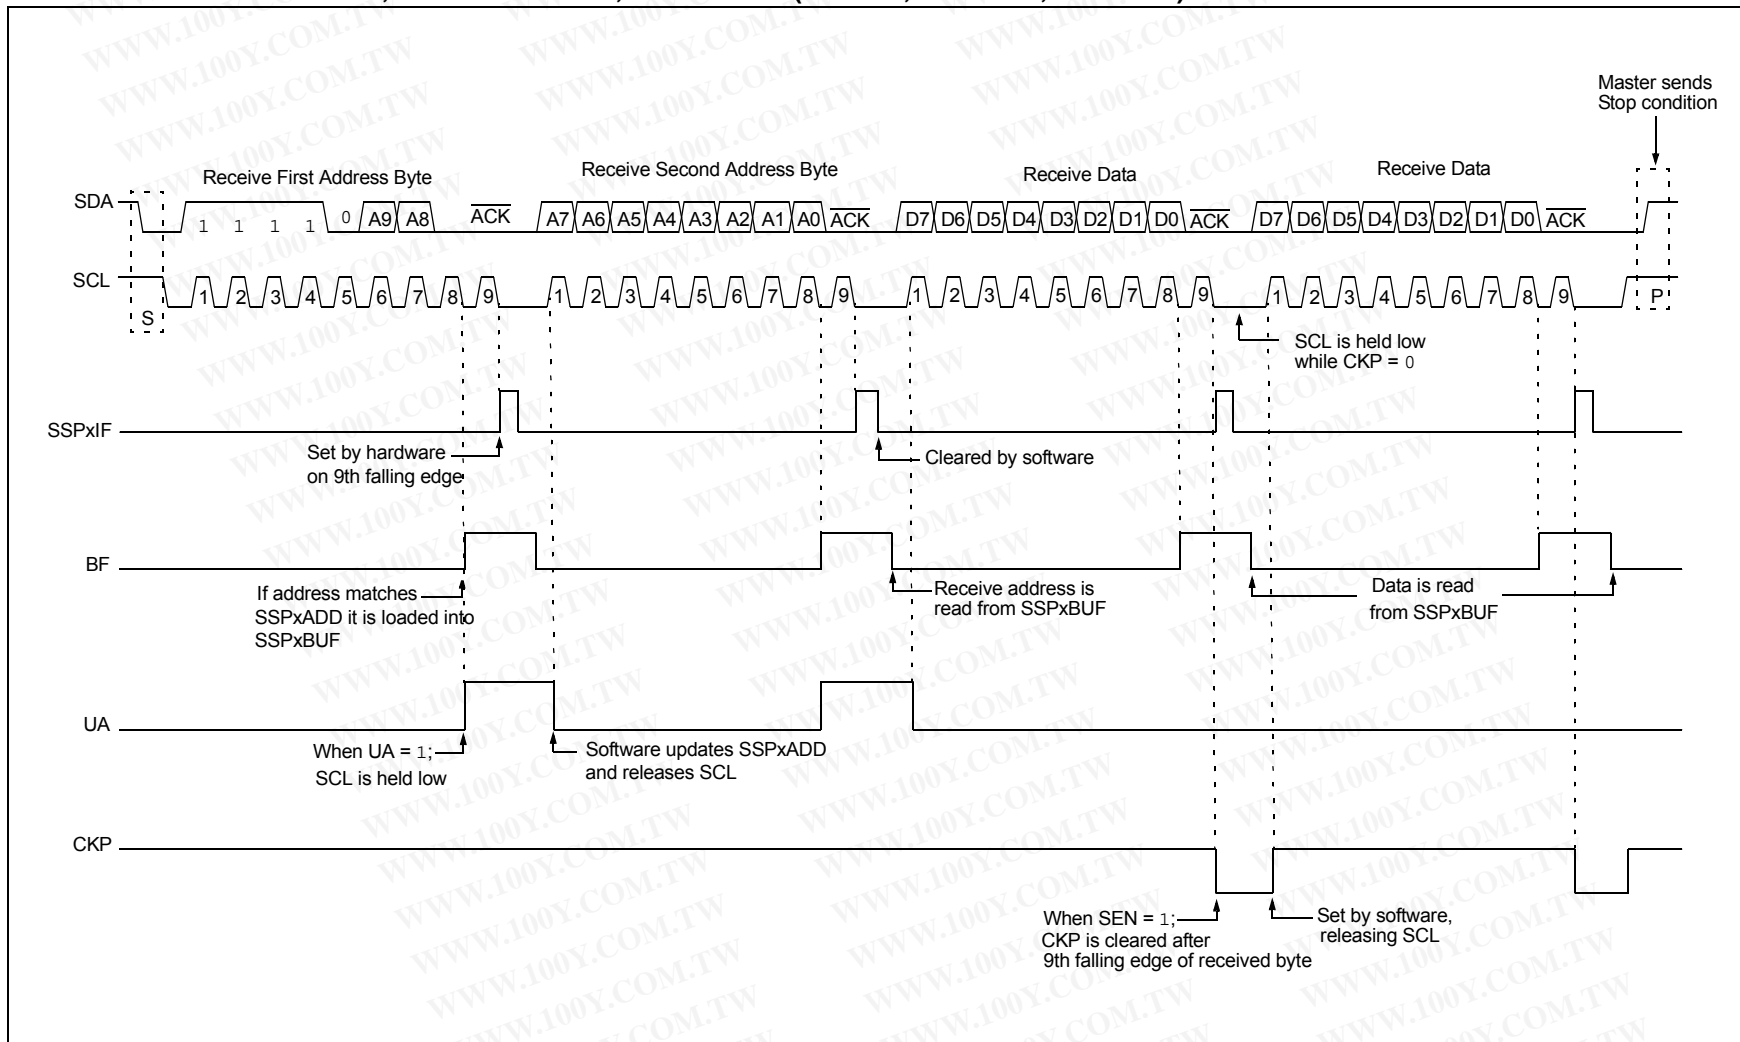 Master sends
Stop condition
Receive First Address Byte
Receive Second Address Byte
Receive Data
Receive Data
SDA
1 1 1 1 0 A9 A8 ACK A7 A6 A5 A4 A3 A2 A1 A0 ACK D7 D6 D5 D4 D3 D2 D1 D0 ACK D7 D6 D5 D4 D3 D2 D1 D0 ACK
SCL
1 2 3 4 5 6 7 8 9 1 2 3 4 5 6 7 8 9 1 2 3 4 5 6 7 8 9 1 2 3 4 5 6 7 8 9
S
P
SCL is held low
while CKP = 0
SSPxIF
Set by hardware
on 9th falling edge
Cleared by software
BF
If address matches
SSPxADD it is loaded into
SSPxBUF
Receive address is
read from SSPxBUF
Data is read
from SSPxBUF
UA
When UA = 1;
SCL is held low
Software updates SSPxADD
and releases SCL
CKP
When SEN = 1;
CKP is cleared after
9th falling edge of received byte
Set by software,
releasing SCL
WWW.100Y.COM.TW